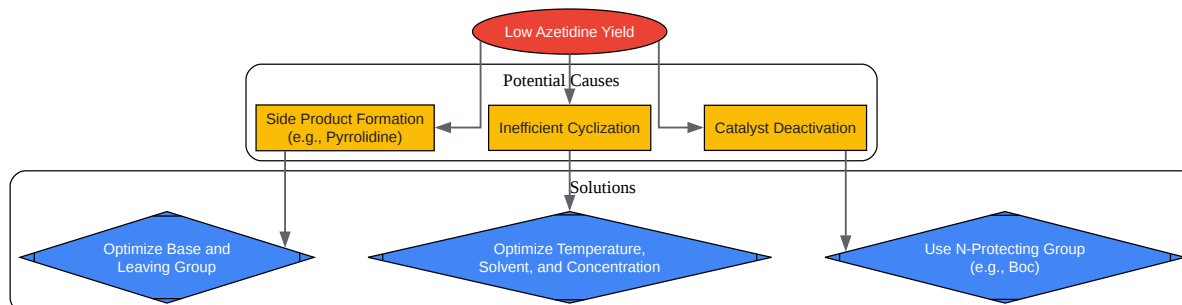 Low Azetidine Yield
Potential Causes
Side Product Formation
(e.g., Pyrrolidine)
Inefficient Cyclization
Catalyst Deactivation
Solutions
Optimize Base and
Leaving Group
Optimize Temperature,
Solvent, and Concentration
Use N-Protecting Group
(e.g., Boc)